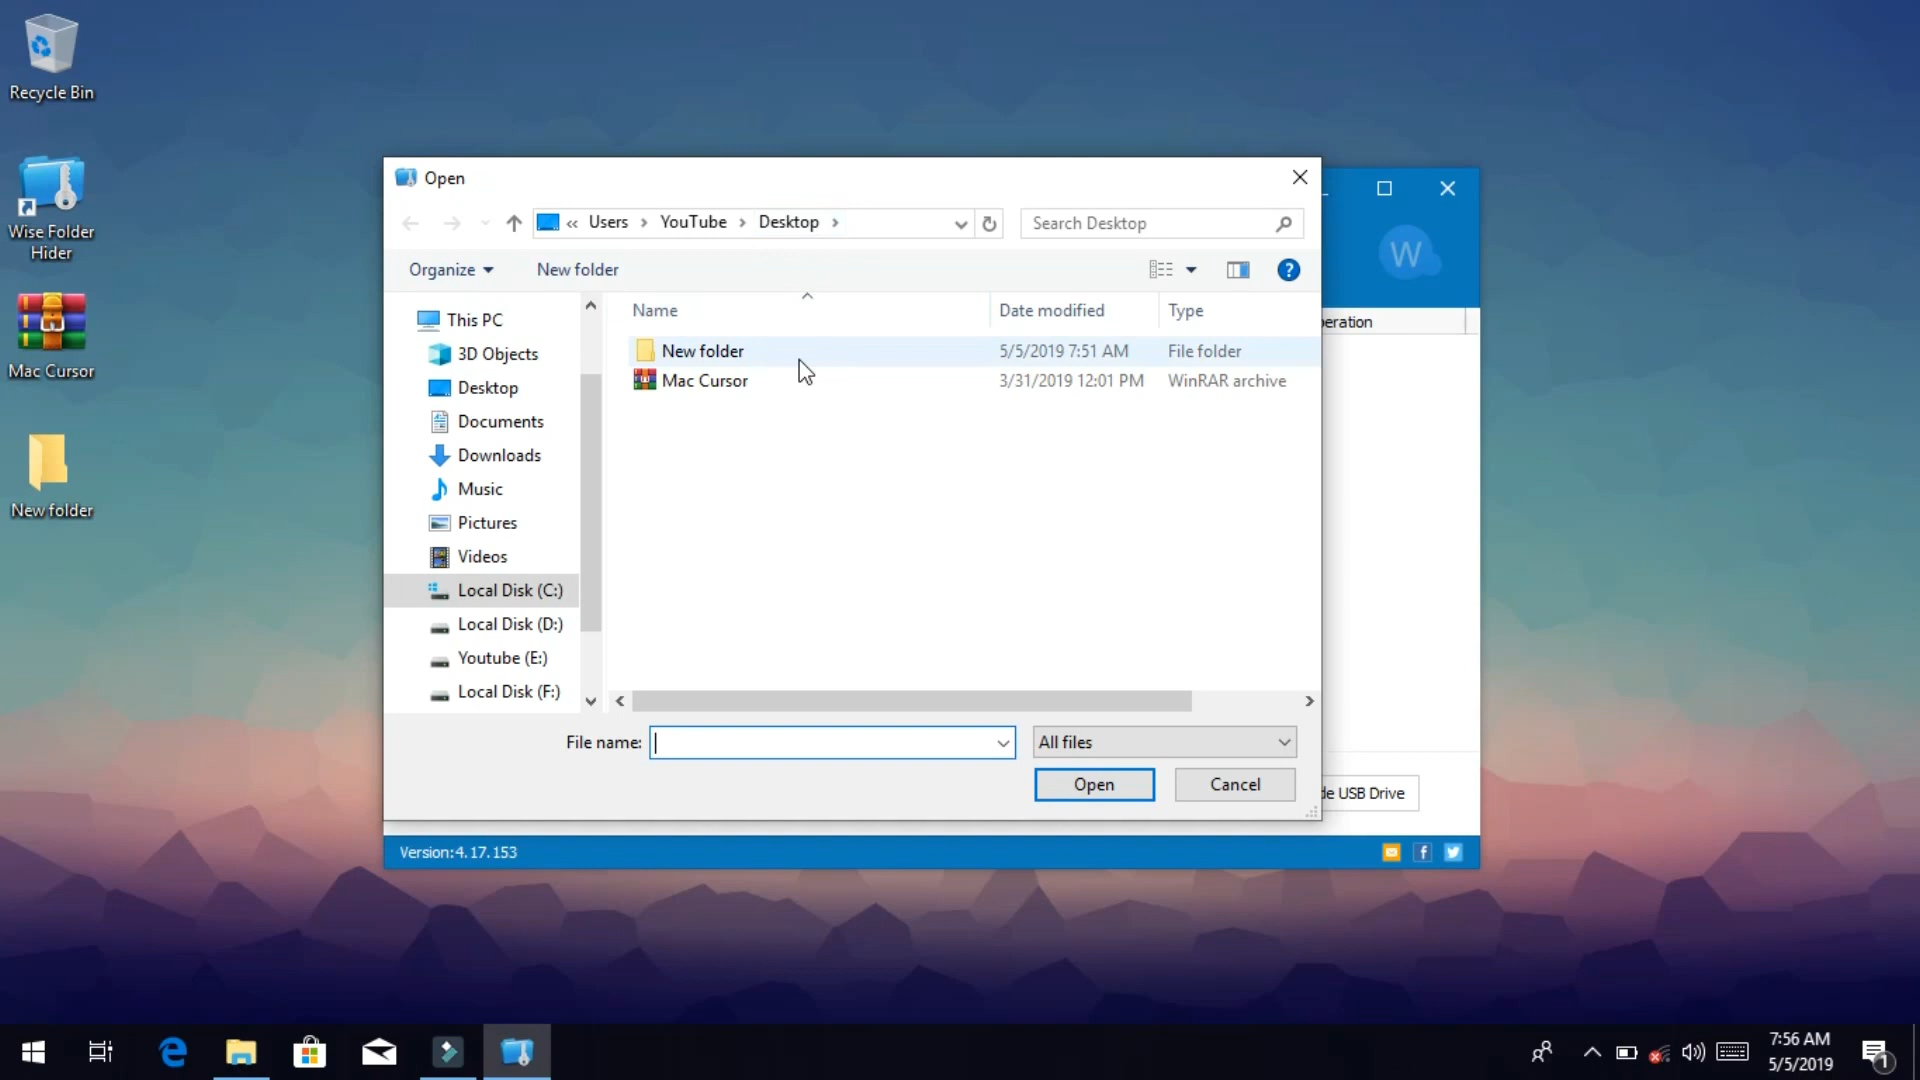 Recycle Bin
Wise Folder
Hider
Mac Cursor
New folder
Open
« Users > YouTube > Desktop >
Search Desktop
Organize
New folder
?
W
This PC
3D Objects
Desktop
Documents
Downloads
Music
Pictures
Videos
Local Disk (C:)
Local Disk (D:)
Youtube (E:)
Local Disk (F:)
Name Date modified Type
New folder 5/5/2019 7:51 AM File folder
Mac Cursor 3/31/2019 12:01 PM WinRAR archive
peration
File name:
All files
Open
Cancel
de USB Drive
Version:4.17.153
7:56 AM
5/5/2019
1